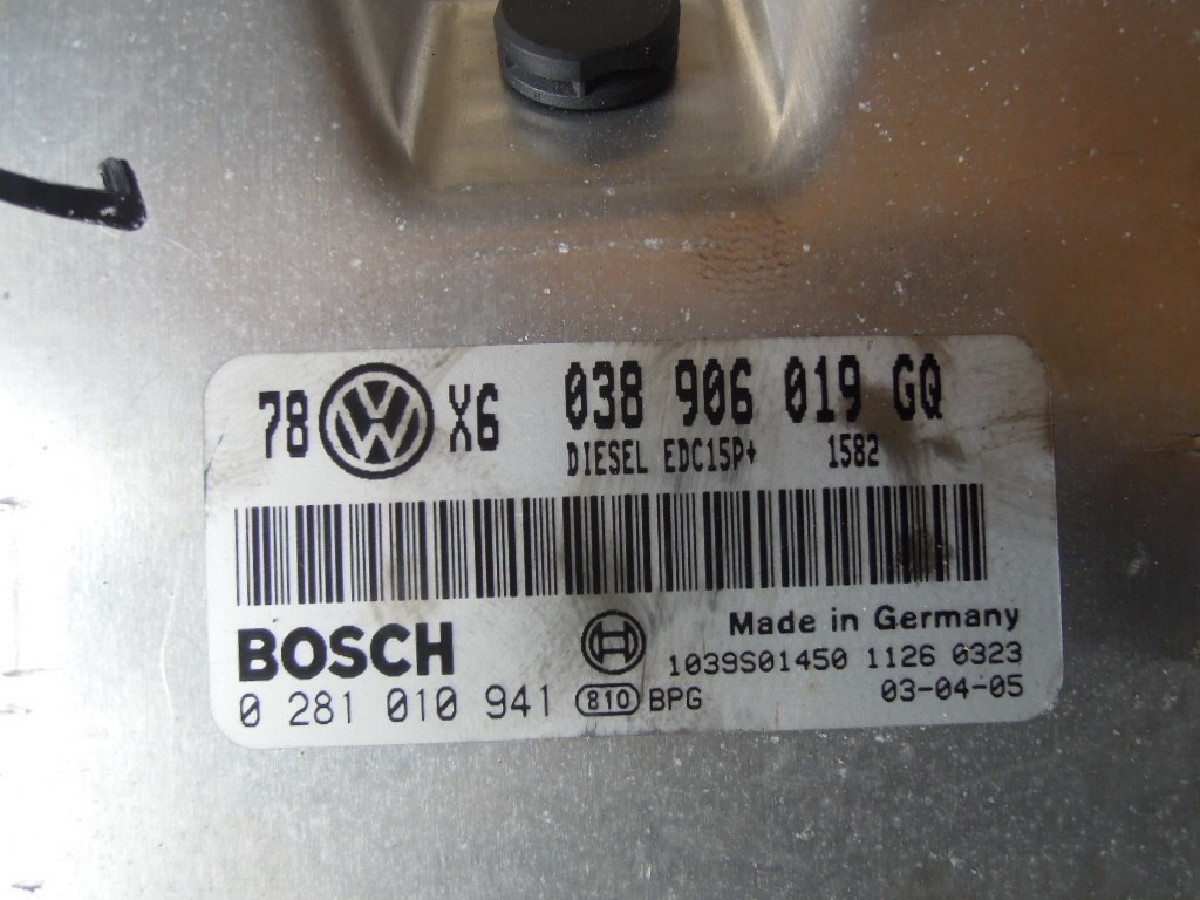 78 VW X6 038 906 019 GQ
DIESEL EDC15P+ 1582
BOSCH Made in Germany
1039S01450 1126 0323
0 281 010 941 810 BPG 03-04-05